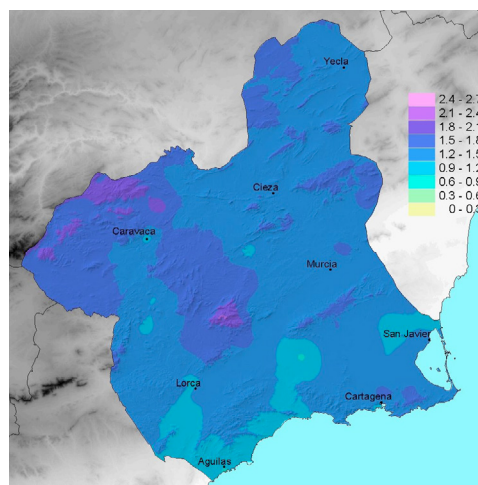 Yecla
2.4 - 2.7
2.1 - 2.4
1.8 - 2.1
1.5 - 1.8
1.2 - 1.5
0.9 - 1.2
0.6 - 0.9
0.3 - 0.6
0 - 0.3
Cieza
Caravaca
Murcia
San Javier
Lorca
Cartagena
Aguilas